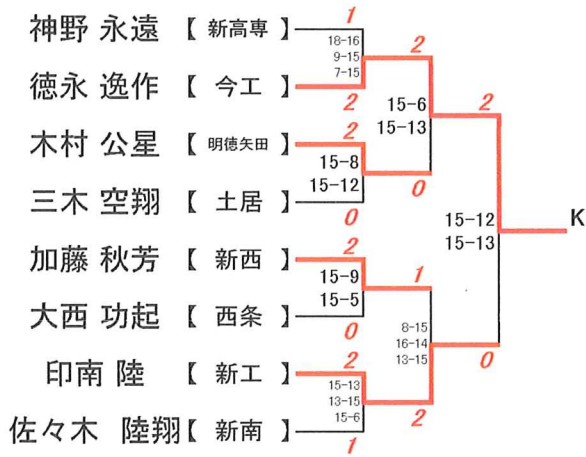 神野 永遠 【 新高専 】 1
18-16
9-15
7-15
2
徳永 逸作 【 今工 】 2
15-6
15-13
2
木村 公星 【 明徳矢田 】 2
15-8
15-12
0
三木 空翔 【 土居 】 0
15-12
15-13
K
加藤 秋芳 【 新西 】 2
15-9
15-5
1
大西 功起 【 西条 】 0
8-15
16-14
13-15
0
印南 陸 【 新工 】 2
15-13
13-15
15-6
2
佐々木 陸翔 【 新南 】 1